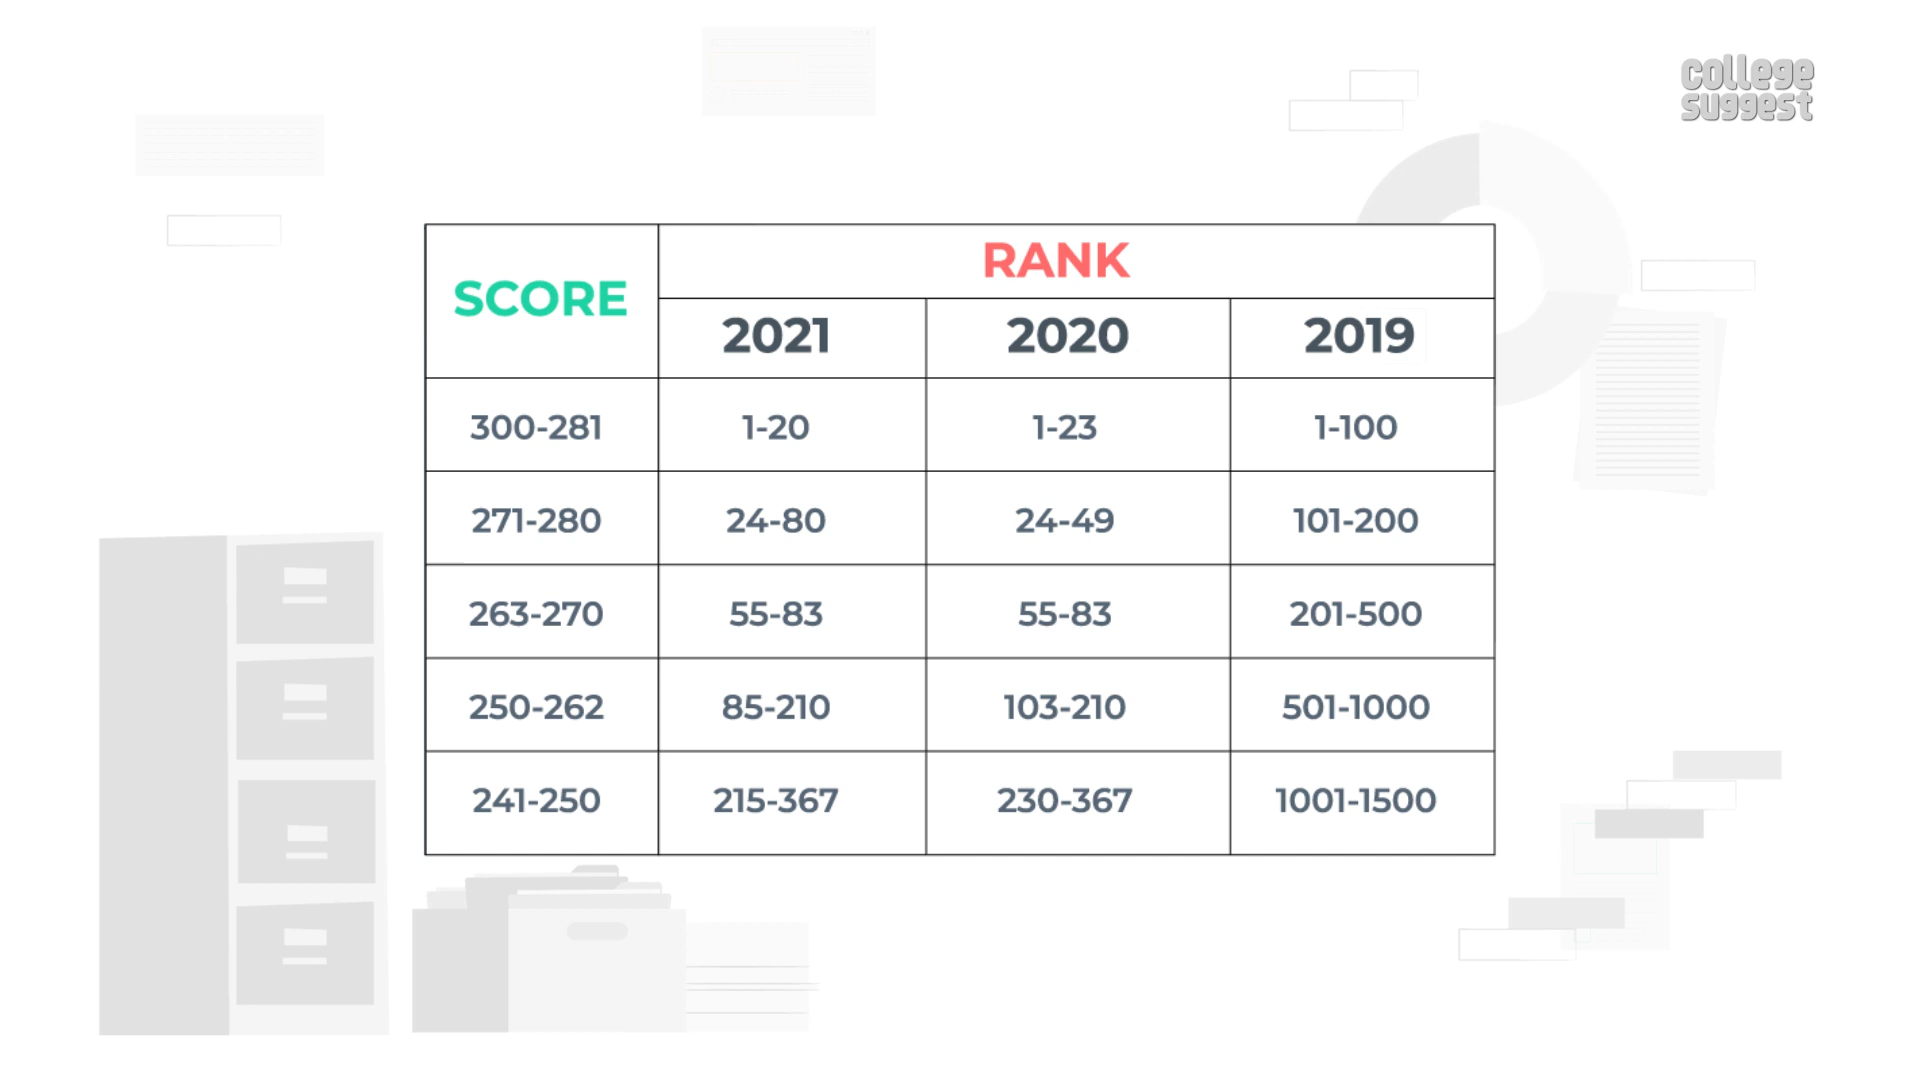 college
suggest
RANK
SCORE
2021 2020 2019
300-281 1-20 1-23 1-100
271-280 24-80 24-49 101-200
263-270 55-83 55-83 201-500
250-262 85-210 103-210 501-1000
241-250 215-367 230-367 1001-1500